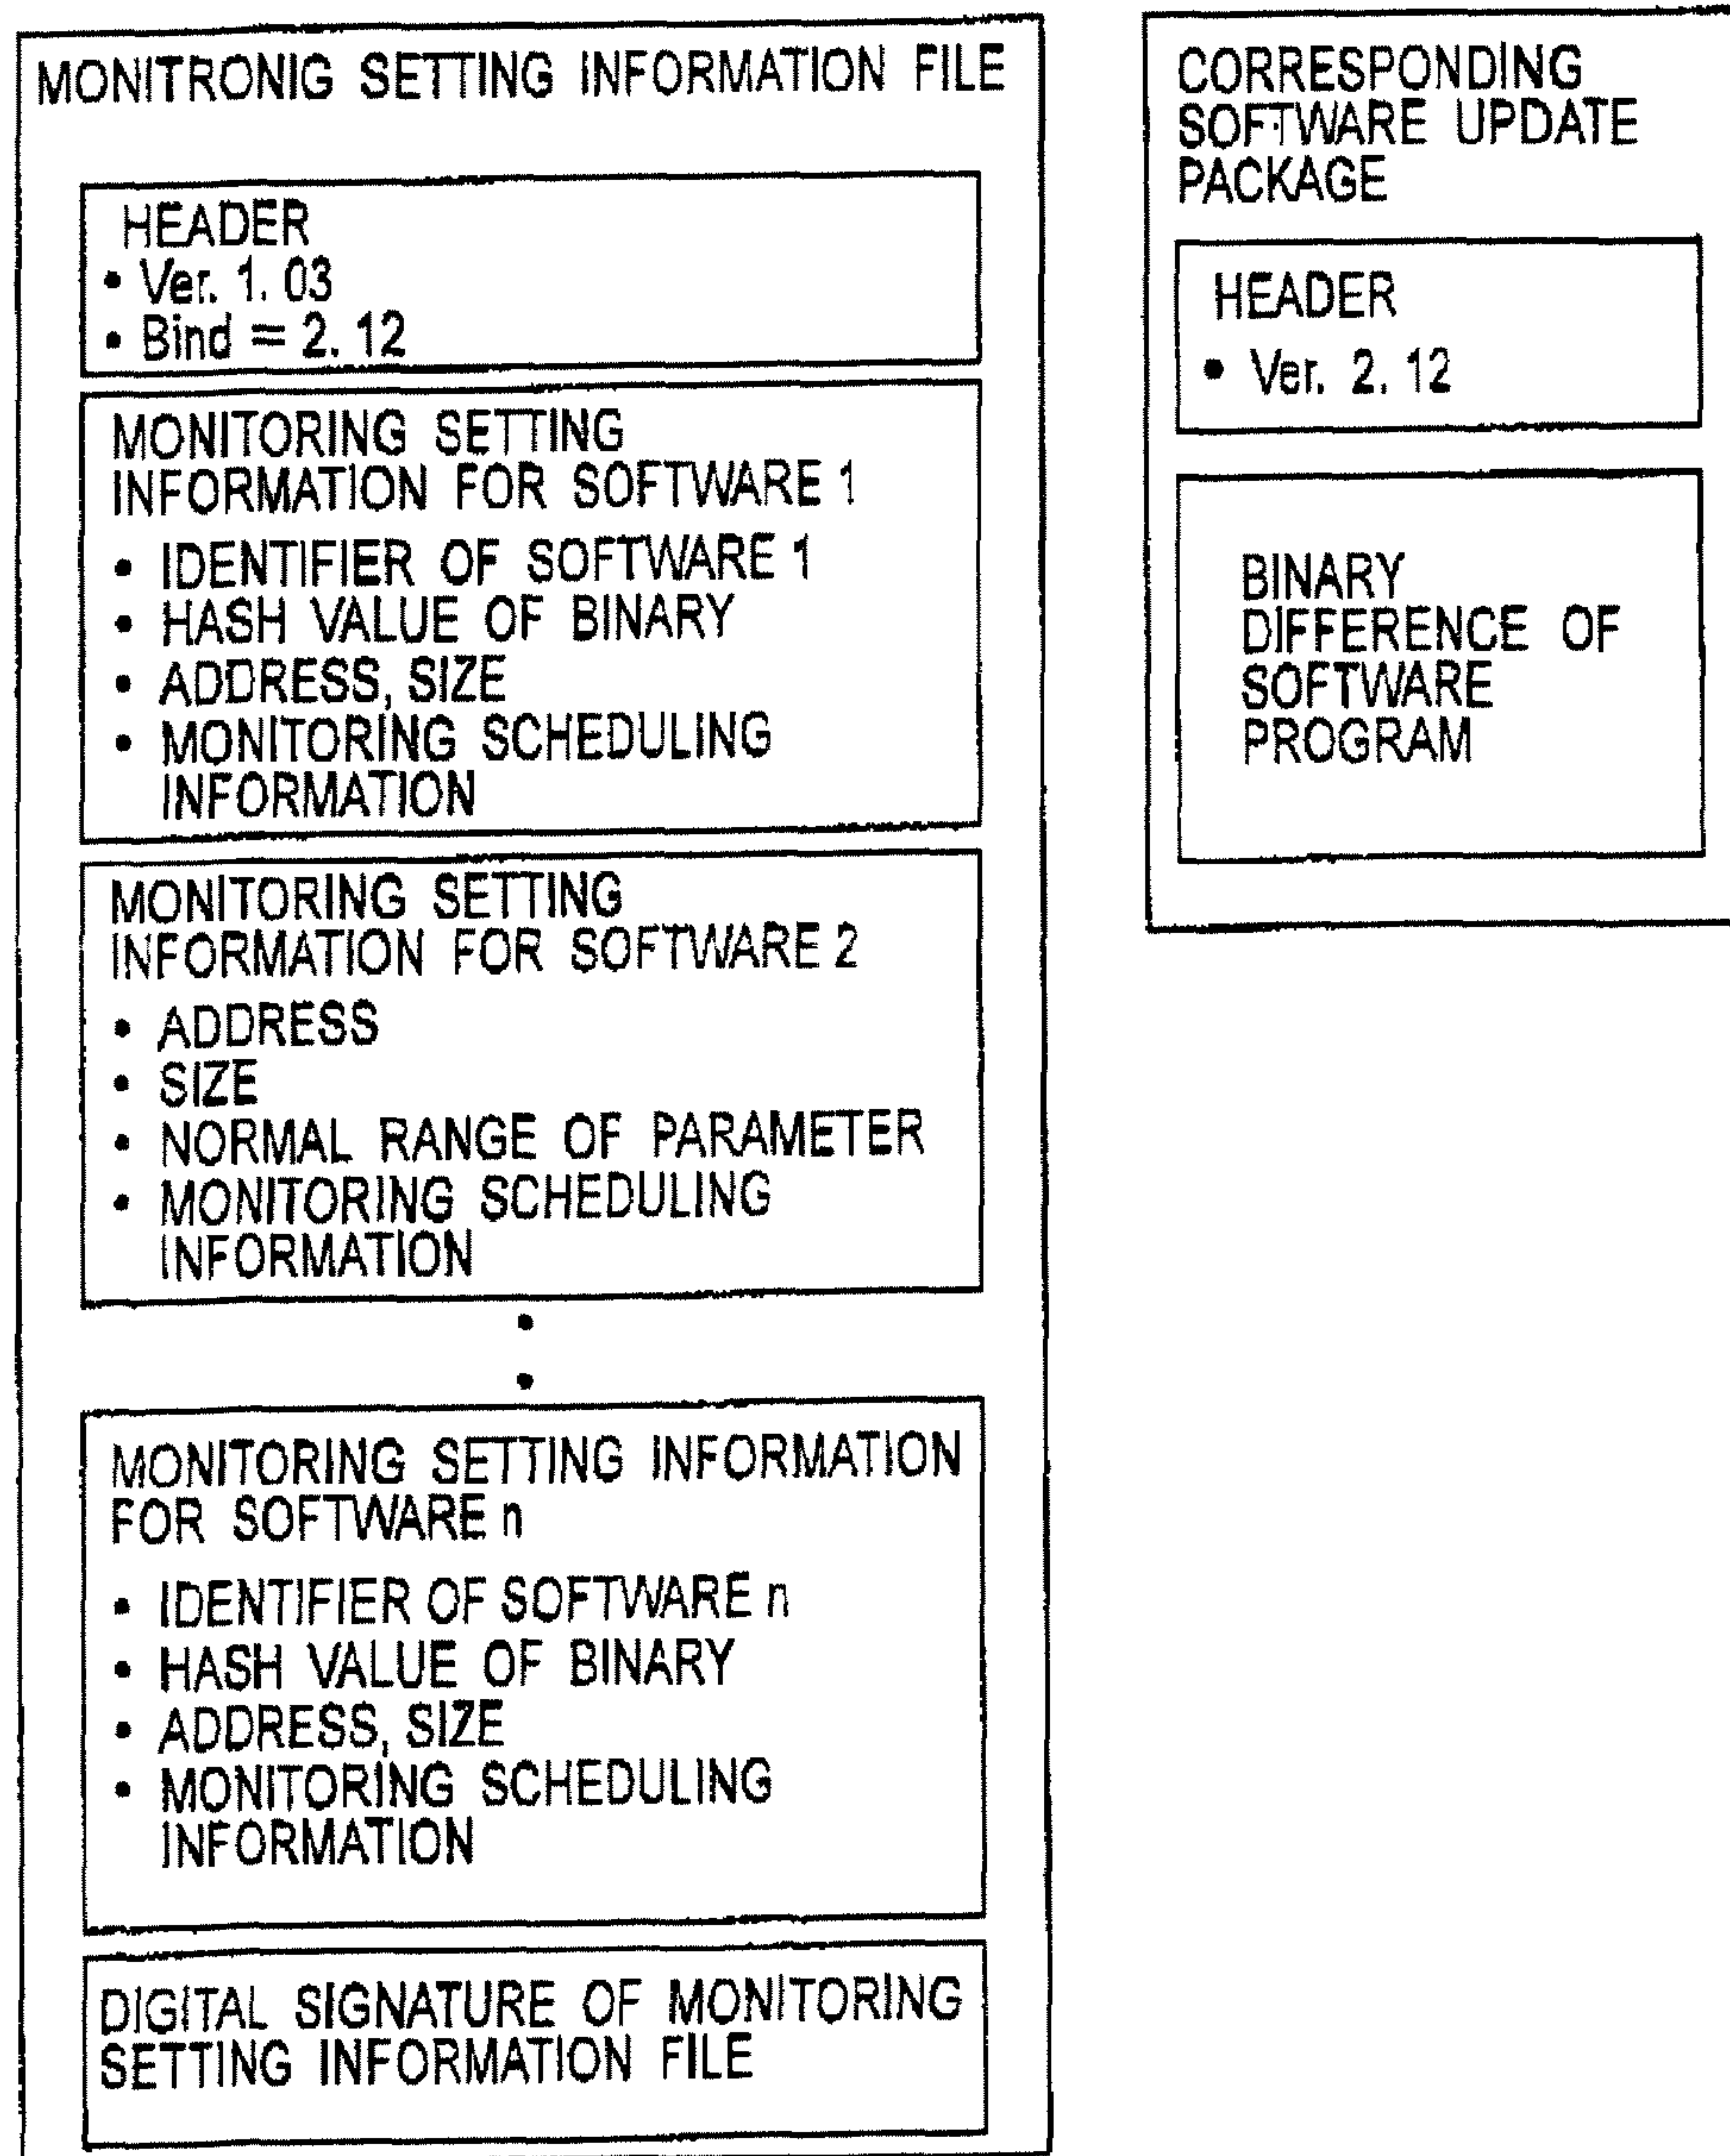 MONITRONIG SETTING INFORMATION FILE
HEADER
• Ver. 1. 03
• Bind = 2. 12
MONITORING SETTING
INFORMATION FOR SOFTWARE 1
• IDENTIFIER OF SOFTWARE 1
• HASH VALUE OF BINARY
• ADDRESS, SIZE
• MONITORING SCHEDULING
INFORMATION
MONITORING SETTING
INFORMATION FOR SOFTWARE 2
• ADDRESS
• SIZE
• NORMAL RANGE OF PARAMETER
• MONITORING SCHEDULING
INFORMATION
MONITORING SETTING INFORMATION
FOR SOFTWARE n
• IDENTIFIER OF SOFTWARE n
• HASH VALUE OF BINARY
• ADDRESS, SIZE
• MONITORING SCHEDULING
INFORMATION
DIGITAL SIGNATURE OF MONITORING
SETTING INFORMATION FILE
CORRESPONDING
SOFTWARE UPDATE
PACKAGE
HEADER
• Ver. 2. 12
BINARY
DIFFERENCE OF
SOFTWARE
PROGRAM